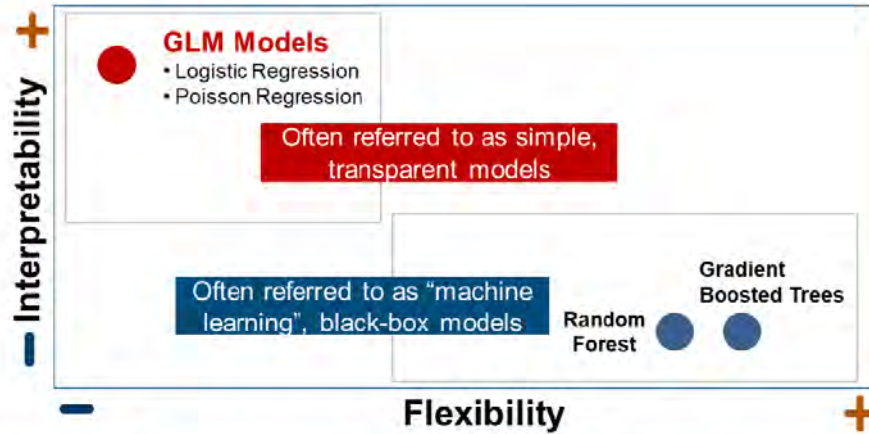 GLM Models
• Logistic Regression
• Poisson Regression
Often referred to as simple,
transparent models
Often referred to as “machine
learning”, black-box models
Random
Forest
Gradient
Boosted Trees
+
Interpretability
−
−
Flexibility
+